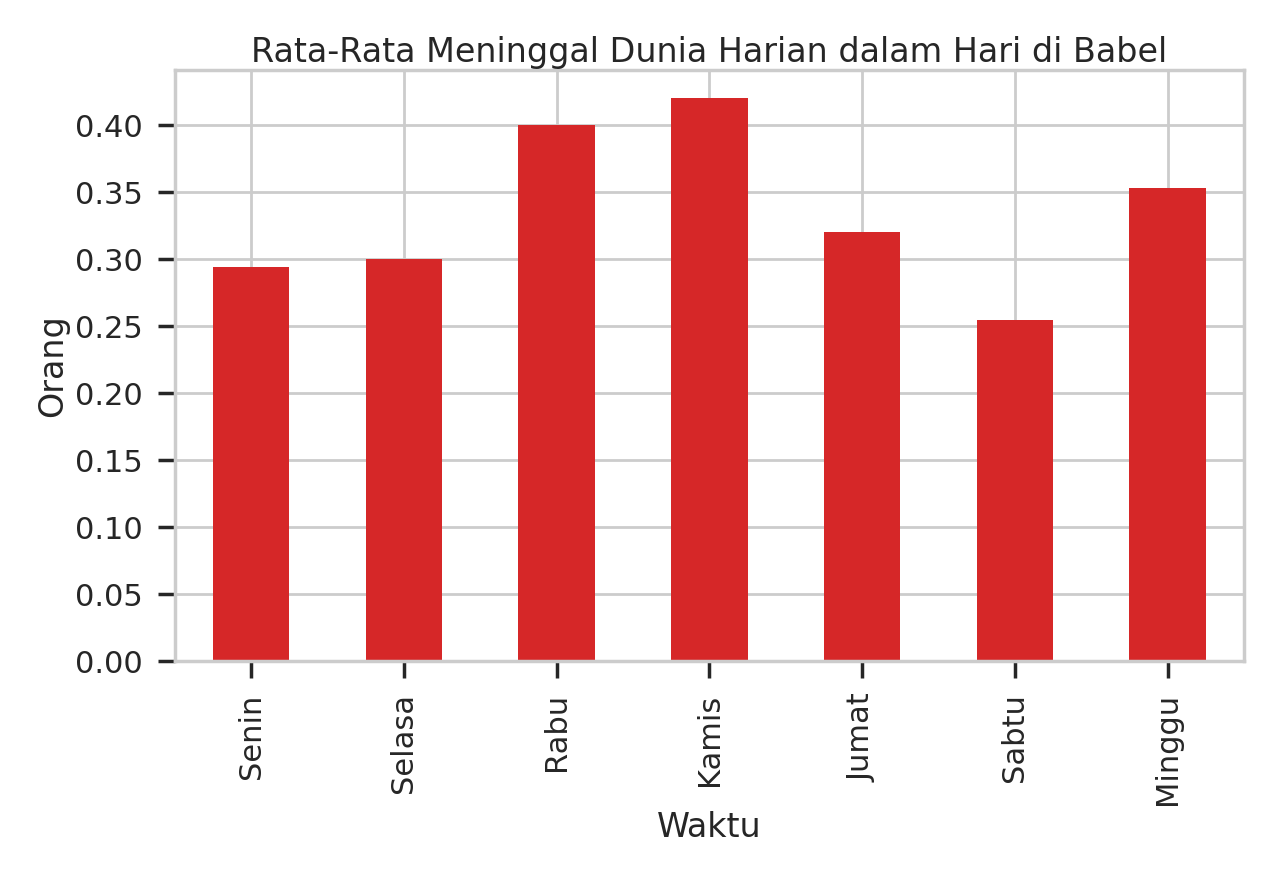 Rata-Rata Meninggal Dunia Harian dalam Hari di Babel
0.40
0.35
0.30
0.25
0.20
0.15
0.10
0.05
0.00
Orang
Senin
Selasa
Rabu
Kamis
Jumat
Sabtu
Minggu
Waktu